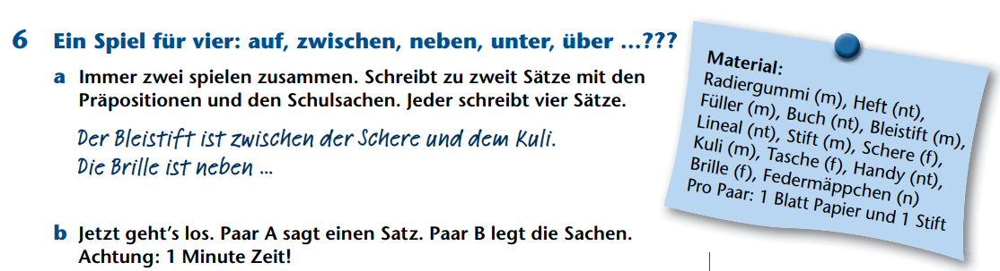 6 Ein Spiel für vier: auf, zwischen, neben, unter, über ...???
a Immer zwei spielen zusammen. Schreibt zu zweit Sätze mit den
Präpositionen und den Schulsachen. Jeder schreibt vier Sätze.
Der Bleistift ist zwischen der Schere und dem Kuli.
Die Brille ist neben ...
b Jetzt geht's los. Paar A sagt einen Satz. Paar B legt die Sachen.
Achtung: 1 Minute Zeit!
Material:
Radiergummi (m), Heft (nt),
Füller (m), Buch (nt), Bleistift (m),
Lineal (nt), Stift (m), Schere (f),
Kuli (m), Tasche (f), Handy (nt),
Brille (f), Federmäppchen (n)
Pro Paar: 1 Blatt Papier und 1 Stift